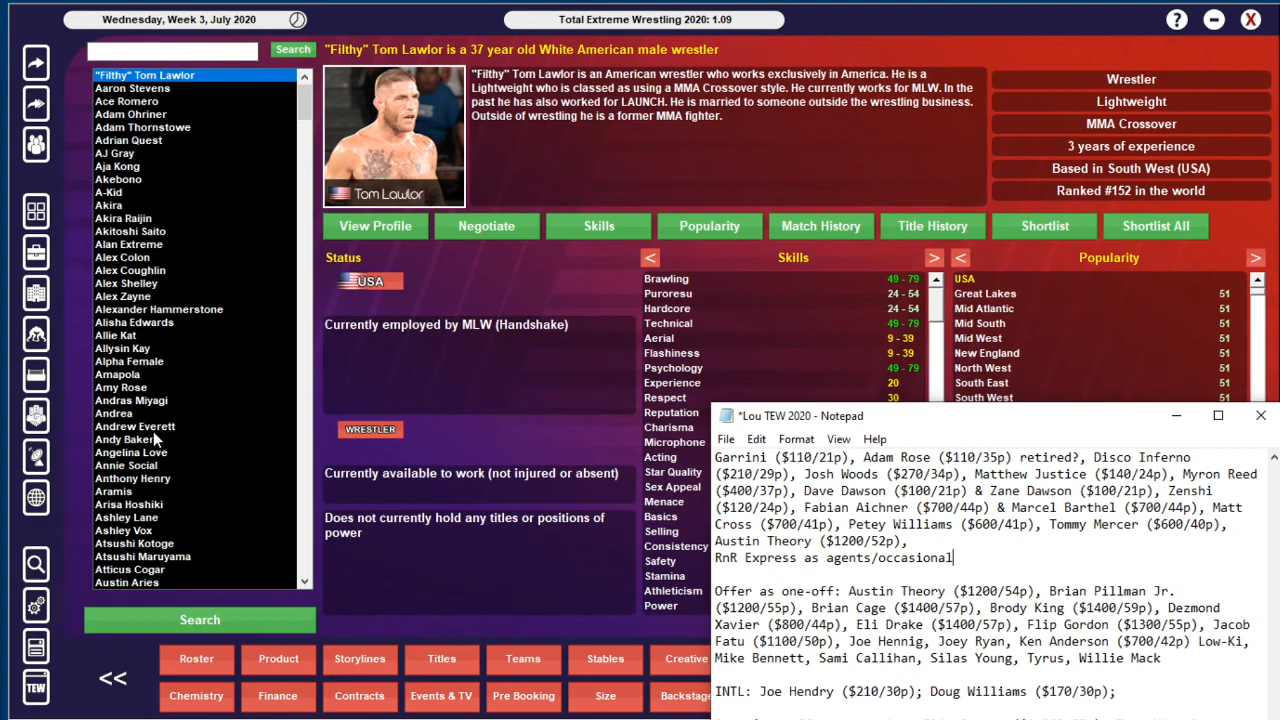 Wednesday, Week 3, July 2020
Total Extreme Wrestling 2020: 1.09
?
X
Search
"Filthy" Tom Lawlor is a 37 year old White American male wrestler
"Filthy" Tom Lawlor
Aaron Stevens
Ace Romero
Adam Ohriner
Adam Thornstowe
Adrian Quest
AJ Gray
Aja Kong
Akebono
A-Kid
Akira
Akira Raijin
Akitoshi Saito
Alan Extreme
Alex Colon
Alex Coughlin
Alex Shelley
Alex Zayne
Alexander Hammerstone
Alisha Edwards
Allie Kat
Allysin Kay
Alpha Female
Amapola
Amy Rose
Andras Miyagi
Andrea
Andrew Everett
Andy Baker
Angelina Love
Annie Social
Anthony Henry
Aramis
Arisa Hoshiki
Ashley Lane
Ashley Vox
Atsushi Kotoge
Atsushi Maruyama
Atticus Cogar
Austin Aries
Search
Tom Lawlor
"Filthy" Tom Lawlor is an American wrestler who works exclusively in America. He is a
Lightweight who is classed as using a MMA Crossover style. He currently works for MLW. In the
past he has also worked for LAUNCH. He is married to someone outside the wrestling business.
Outside of wrestling he is a former MMA fighter.
Wrestler
Lightweight
MMA Crossover
3 years of experience
Based in South West (USA)
Ranked #152 in the world
View Profile
Negotiate
Skills
Popularity
Match History
Title History
Shortlist
Shortlist All
Status
USA
Currently employed by MLW (Handshake)
WRESTLER
Currently available to work (not injured or absent)
Does not currently hold any titles or positions of
power
< Skills >
Brawling 49 - 79
Puroresu 24 - 54
Hardcore 24 - 54
Technical 49 - 79
Aerial 9 - 39
Flashiness 9 - 39
Psychology 49 - 79
Experience 20
Respect 30
Reputation
Charisma
Microphone
Acting
Star Quality
Sex Appeal
Menace
Basics
Selling
Consistency
Safety
Stamina
Athleticism
Power
< Popularity >
USA
Great Lakes 51
Mid Atlantic 51
Mid South 51
Mid West 51
New England 51
North West 51
South East 51
South West 51
*Lou TEW 2020 - Notepad
File Edit Format View Help
Garrini ($110/21p), Adam Rose ($110/35p) retired?, Disco Inferno
($210/29p), Josh Woods ($270/34p), Matthew Justice ($140/24p), Myron Reed
($400/37p), Dave Dawson ($100/21p) & Zane Dawson ($100/21p), Zenshi
($120/24p), Fabian Aichner ($700/44p) & Marcel Barthel ($700/44p), Matt
Cross ($700/41p), Petey Williams ($600/41p), Tommy Mercer ($600/40p),
Austin Theory ($1200/52p),
RnR Express as agents/occasional
Offer as one-off: Austin Theory ($1200/54p), Brian Pillman Jr.
($1200/55p), Brian Cage ($1400/57p), Brody King ($1400/59p), Dezmond
Xavier ($800/44p), Eli Drake ($1400/57p), Flip Gordon ($1300/55p), Jacob
Fatu ($1100/50p), Joe Hennig, Joey Ryan, Ken Anderson ($700/42p) Low-Ki,
Mike Bennett, Sami Callihan, Silas Young, Tyrus, Willie Mack
INTL: Joe Hendry ($210/30p); Doug Williams ($170/30p);
<<
Roster
Product
Storylines
Titles
Teams
Stables
Creative
Chemistry
Finance
Contracts
Events & TV
Pre Booking
Size
Backstage
TEW